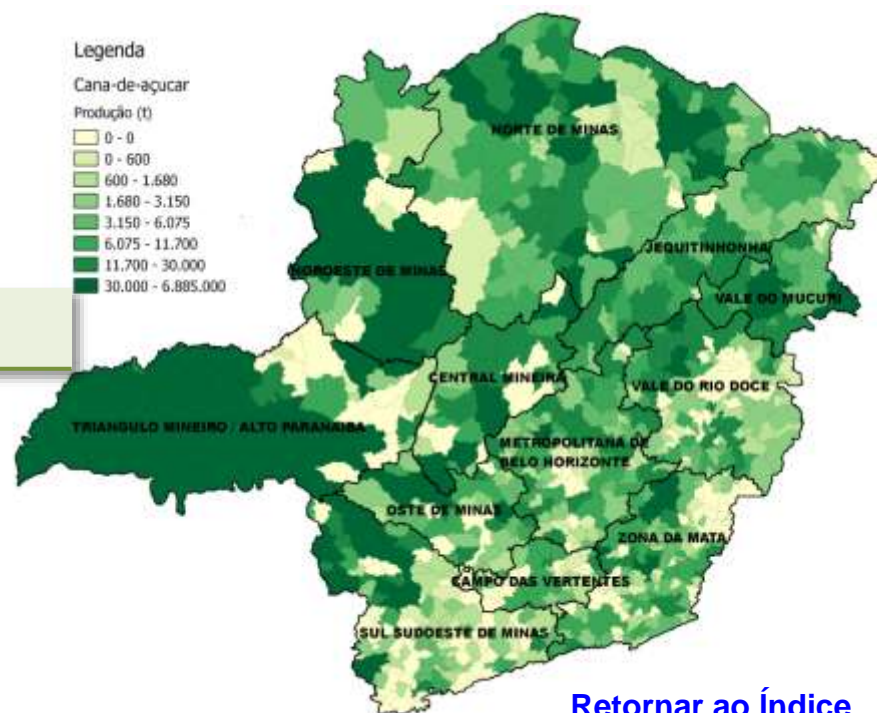 Legenda
Cana-de-açucar
Produção (t)
0 - 0
0 - 600
600 - 1.680
1.680 - 3.150
3.150 - 6.075
6.075 - 11.700
11.700 - 30.000
30.000 - 6.885.000
NORTE DE MINAS
JEQUITINHONHA
NOROESTE DE MINAS
VALE DO MUCURI
CENTRAL MINEIRA
VALE DO RIO DOCE
TRIANGULO MINEIRO / ALTO PARANAIBA
METROPOLITANA DE
BELO HORIZONTE
OSTE DE MINAS
ZONA DA MATA
CAMPO DAS VERTENTES
SUL SUDOESTE DE MINAS
Retornar ao Índice